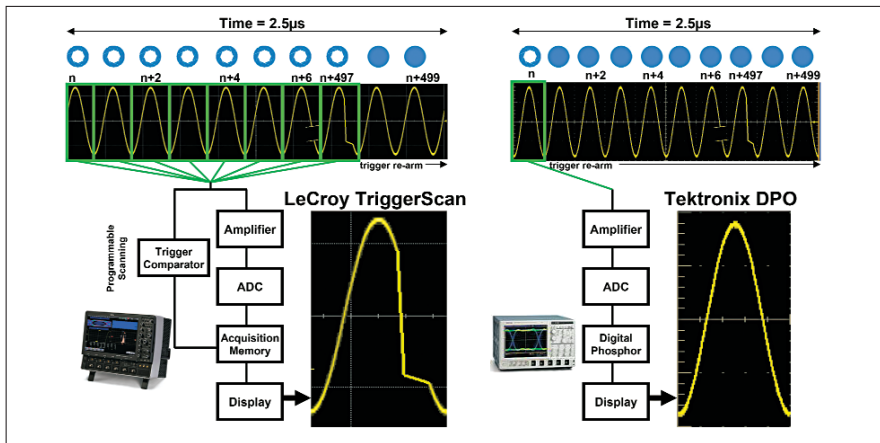 Time = 2.5µs
n n+2 n+4 n+6 n+497 n+499
trigger re-arm
LeCroy TriggerScan
Programmable
Scanning
Trigger
Comparator
Amplifier
ADC
Acquisition
Memory
Display
Time = 2.5µs
n n+2 n+4 n+6 n+497 n+499
trigger re-arm
Tektronix DPO
Amplifier
ADC
Digital
Phosphor
Display